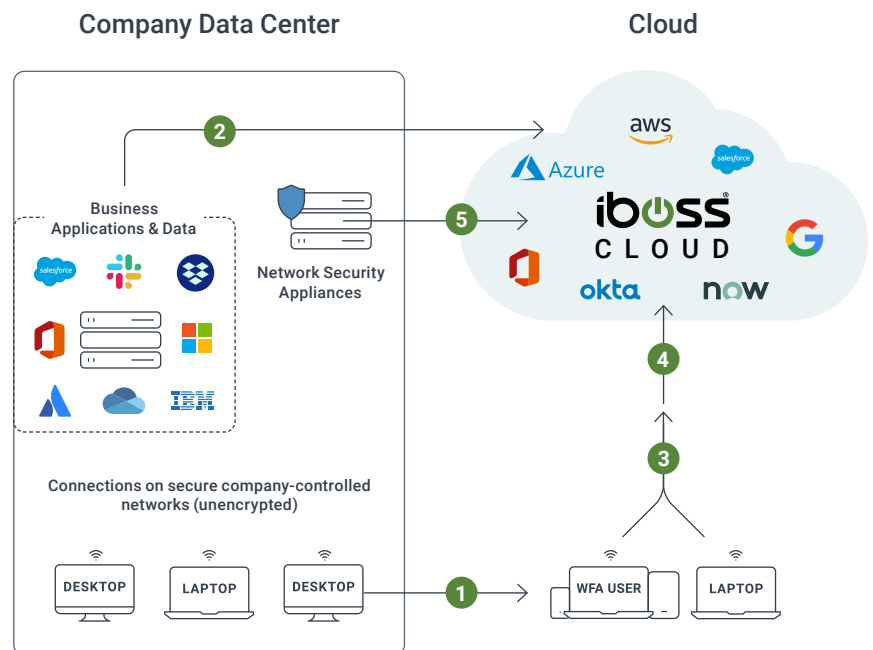 Company Data Center
Cloud
2
aws
salesforce
Azure
Business
Applications & Data
5
iboss®
CLOUD
G
Network Security
Appliances
salesforce
okta
now
4
IBM
3
Connections on secure company-controlled
networks (unencrypted)
DESKTOP
LAPTOP
DESKTOP
1
WFA USER
LAPTOP